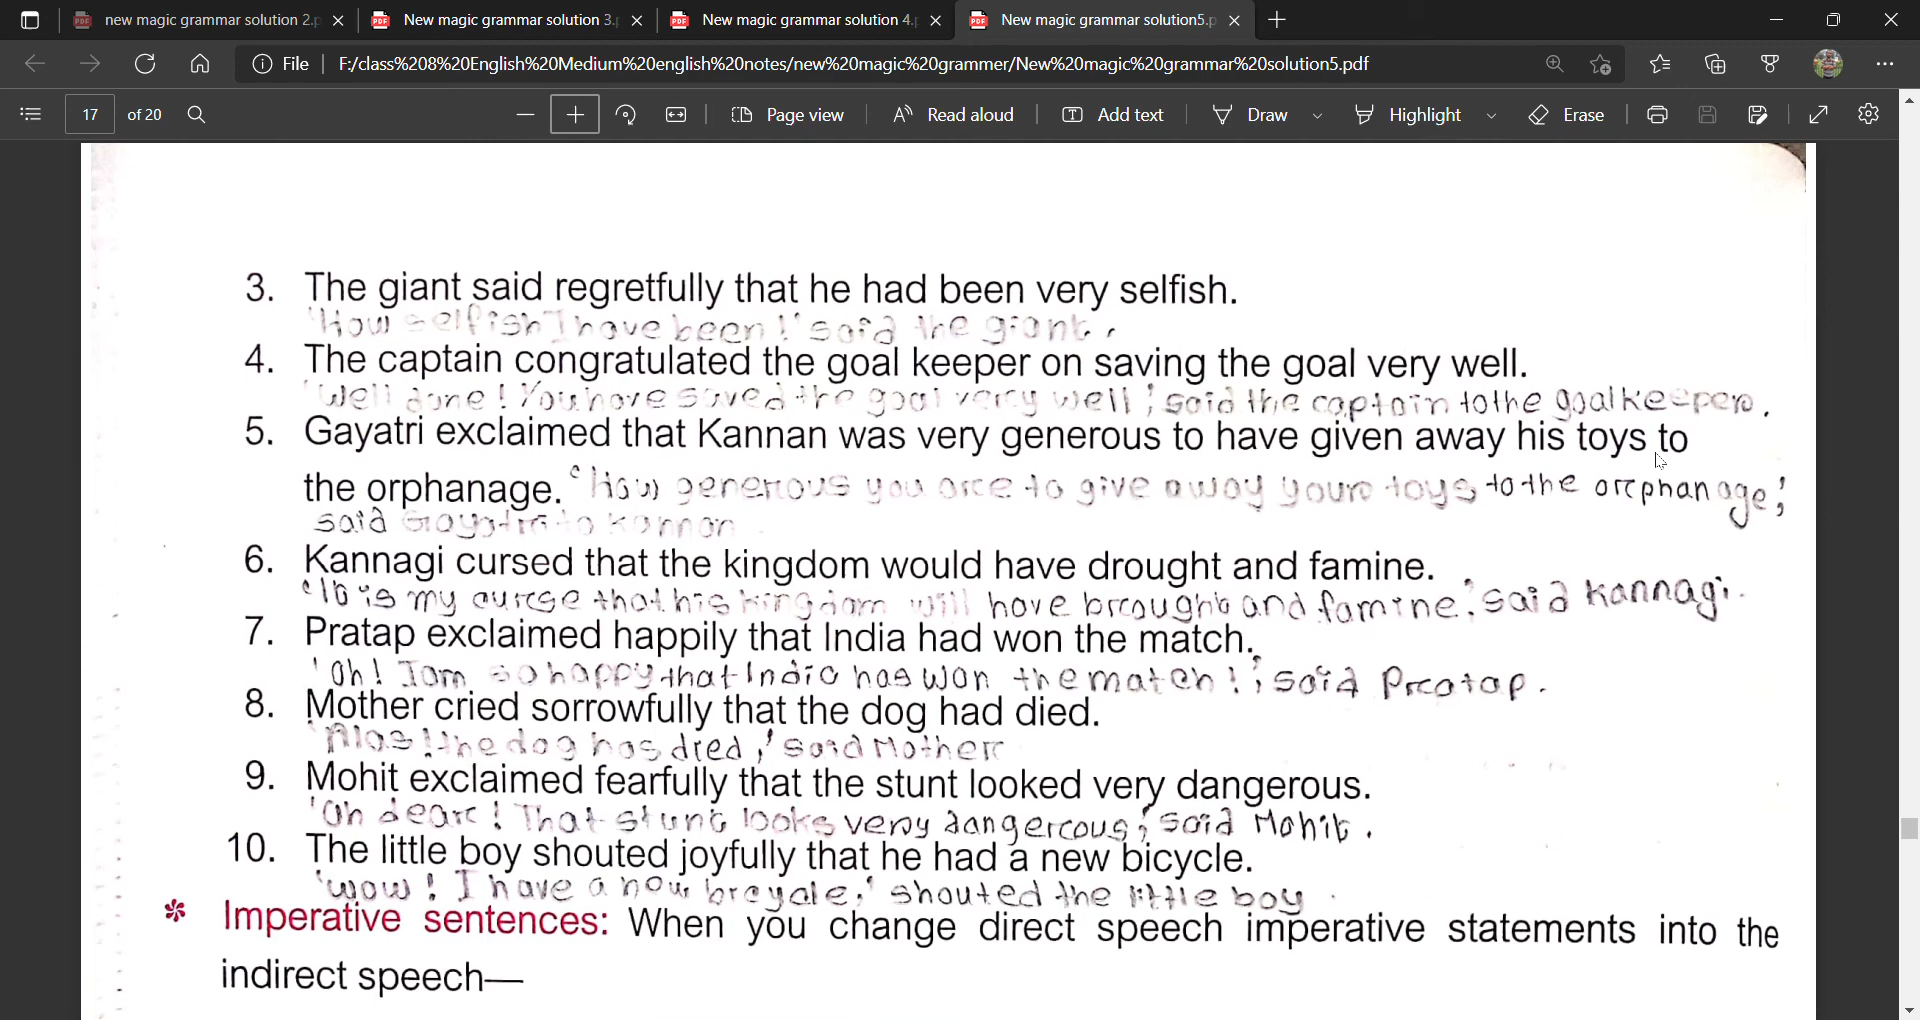 new magic grammar solution 2.p
New magic grammar solution 3.
New magic grammar solution 4.
New magic grammar solution5.p
File
F:/class%208%20English%20Medium%20english%20notes/new%20magic%20grammer/New%20magic%20grammar%20solution5.pdf
17 of 20
Page view
Read aloud
Add text
Draw
Highlight
Erase
3. The giant said regretfully that he had been very selfish.
'How selfish I have been!' said the giant.
4. The captain congratulated the goal keeper on saving the goal very well.
'Well done! You have saved the goal very well,' said the captain to the goalkeeper.
5. Gayatri exclaimed that Kannan was very generous to have given away his toys to
the orphanage. 'How generous you are to give away your toys to the orphanage,'
said Gayatri to Kannan
6. Kannagi cursed that the kingdom would have drought and famine.
'It is my curse that his kingdom will have brought and famine.' said Kannagi.
7. Pratap exclaimed happily that India had won the match.
'Oh! I am so happy that India has won the match!', said Pratap.
8. Mother cried sorrowfully that the dog had died.
'Alas! the dog has died,' said Mother
9. Mohit exclaimed fearfully that the stunt looked very dangerous.
'Oh dear! That stunt looks very dangerous,' said Mohit.
10. The little boy shouted joyfully that he had a new bicycle.
'wow! I have a new bicycle.' shouted the little boy.
* Imperative sentences: When you change direct speech imperative statements into the
indirect speech—